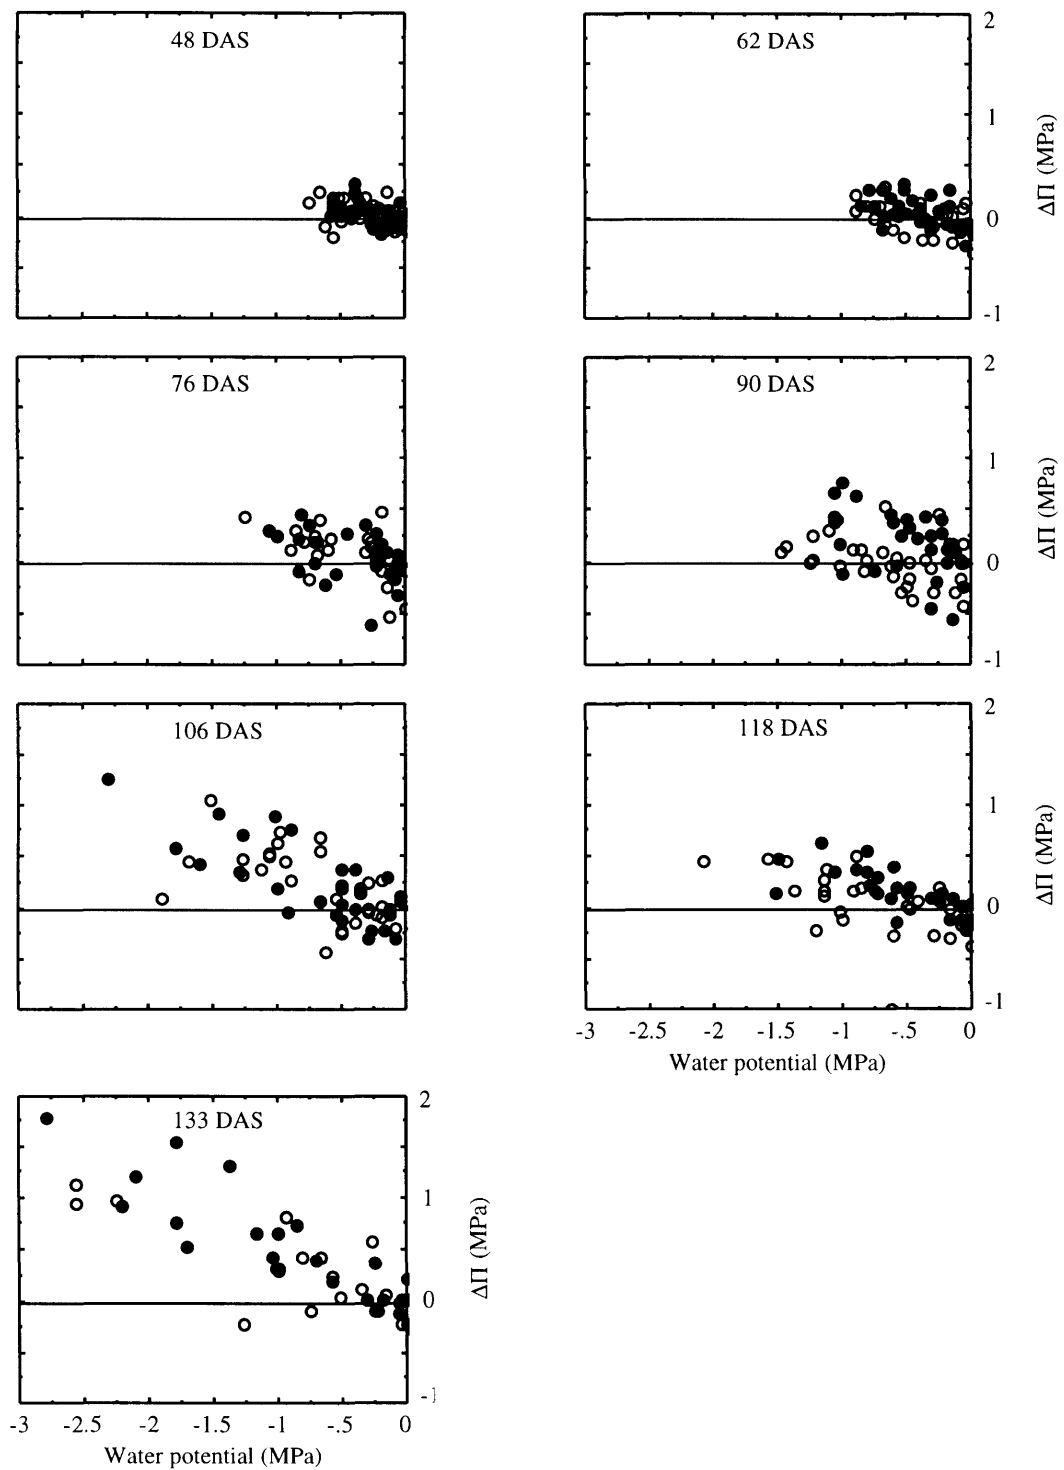 48 DAS
62 DAS
2
1
0
-1
ΔΠ (MPa)
76 DAS
90 DAS
2
1
0
-1
ΔΠ (MPa)
106 DAS
118 DAS
2
1
0
-1
ΔΠ (MPa)
-3 -2.5 -2 -1.5 -1 -.5 0
Water potential (MPa)
133 DAS
2
1
0
-1
ΔΠ (MPa)
-3 -2.5 -2 -1.5 -1 -.5 0
Water potential (MPa)